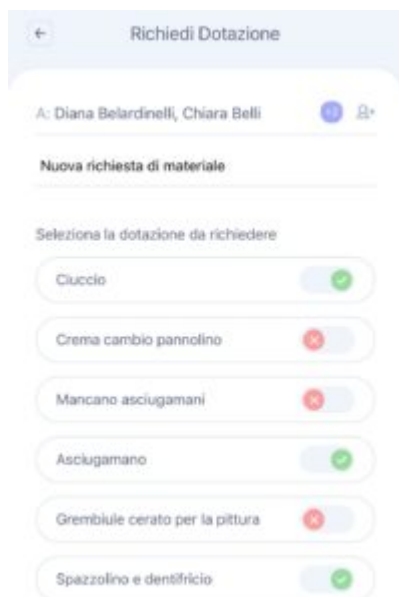 Richiedi Dotazione
A: Diana Belardinelli, Chiara Belli +2
Nuova richiesta di materiale
Seleziona la dotazione da richiedere
Ciuccio
Crema cambio pannolino
Mancano asciugamani
Asciugamano
Grembiule cerato per la pittura
Spazzolino e dentifricio